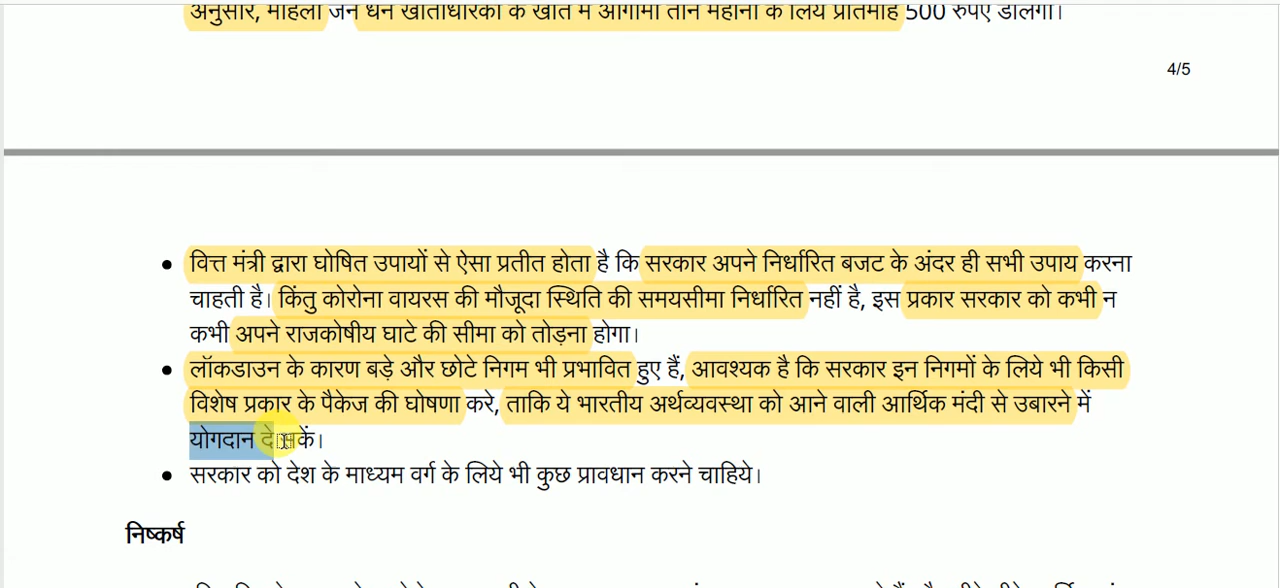 अनुसार, महिला जन धन खाताधारकों के खाते में आगामी तीन महीनों के लिये प्रतिमाह 500 रुपए डालेगी।
4/5
• वित्त मंत्री द्वारा घोषित उपायों से ऐसा प्रतीत होता है कि सरकार अपने निर्धारित बजट के अंदर ही सभी उपाय करना
चाहती है। किंतु कोरोना वायरस की मौजूदा स्थिति की समयसीमा निर्धारित नहीं है, इस प्रकार सरकार को कभी न
कभी अपने राजकोषीय घाटे की सीमा को तोड़ना होगा।
• लॉकडाउन के कारण बड़े और छोटे निगम भी प्रभावित हुए हैं, आवश्यक है कि सरकार इन निगमों के लिये भी किसी
विशेष प्रकार के पैकेज की घोषणा करे, ताकि ये भारतीय अर्थव्यवस्था को आने वाली आर्थिक मंदी से उबारने में
योगदान दे सकें।
• सरकार को देश के माध्यम वर्ग के लिये भी कुछ प्रावधान करने चाहिये।
निष्कर्ष